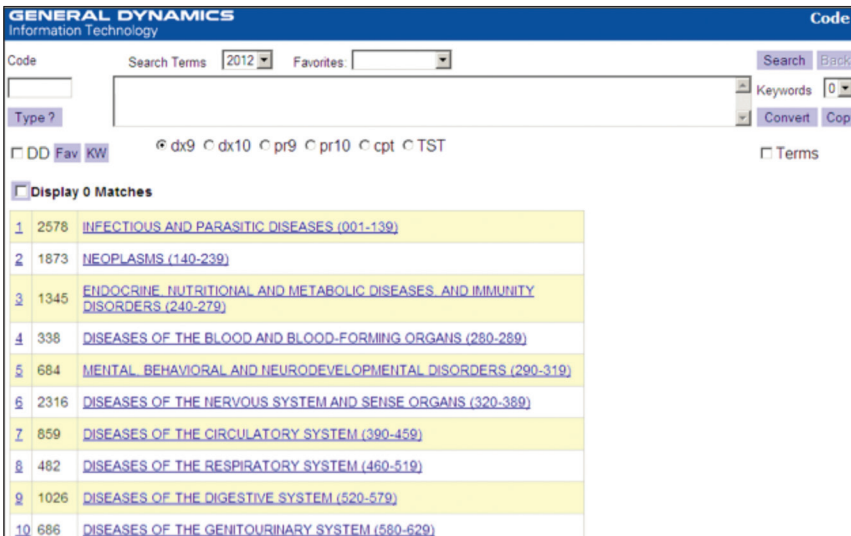 GENERAL DYNAMICS
Information Technology
Code
Code Search Terms 2012 Favorites: Search Back
Keywords 0
Type ? Convert Cop
DD Fav KW dx9 dx10 pr9 pr10 cpt TST Terms
Display 0 Matches
1 2578 INFECTIOUS AND PARASITIC DISEASES (001-139)
2 1873 NEOPLASMS (140-239)
3 1345 ENDOCRINE, NUTRITIONAL AND METABOLIC DISEASES, AND IMMUNITY
DISORDERS (240-279)
4 338 DISEASES OF THE BLOOD AND BLOOD-FORMING ORGANS (280-289)
5 684 MENTAL, BEHAVIORAL AND NEURODEVELOPMENTAL DISORDERS (290-319)
6 2316 DISEASES OF THE NERVOUS SYSTEM AND SENSE ORGANS (320-389)
7 859 DISEASES OF THE CIRCULATORY SYSTEM (390-459)
8 482 DISEASES OF THE RESPIRATORY SYSTEM (460-519)
9 1026 DISEASES OF THE DIGESTIVE SYSTEM (520-579)
10 686 DISEASES OF THE GENITOURINARY SYSTEM (580-629)